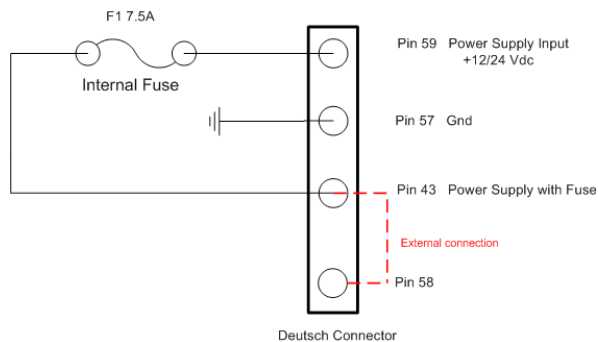 F1 7.5A
Internal Fuse
Pin 59 Power Supply Input
+12/24 Vdc
Pin 57 Gnd
Pin 43 Power Supply with Fuse
External connection
Pin 58
Deutsch Connector